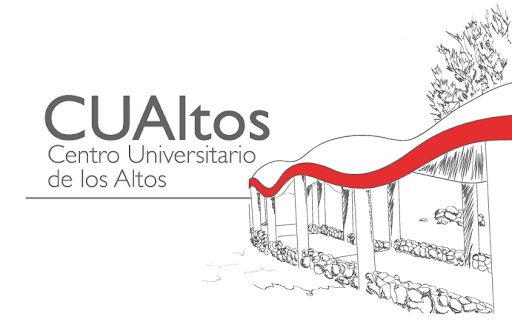 CUAltos
Centro Universitario
de los Altos